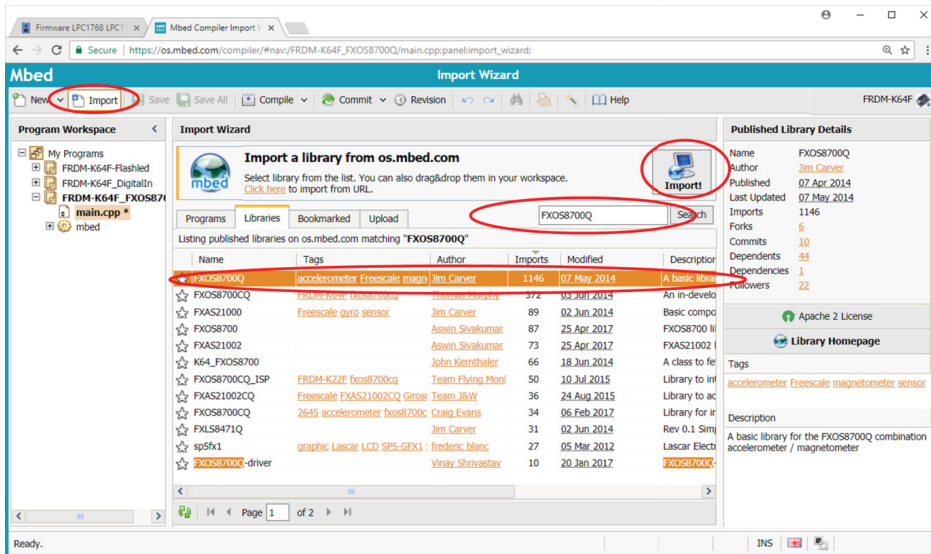 Firmware LPC1768 LPC11
Mbed Compiler Import W
Secure https://os.mbed.com/compiler/#nav:/FRDM-K64F_FXOS8700Q/main.cpp;panel:import_wizard:
Mbed Import Wizard
New Import Save Save All Compile Commit Revision Help FRDM-K64F
Program Workspace
My Programs
FRDM-K64F-Flashled
FRDM-K64F_DigitalIn
FRDM-K64F_FXOS870
main.cpp *
mbed
Import Wizard
mbed
Import a library from os.mbed.com
Select library from the list. You can also drag&drop them in your workspace.
Click here to import from URL.
Import!
Programs Libraries Bookmarked Upload FXOS8700Q Search
Listing published libraries on os.mbed.com matching "FXOS8700Q"
Name Tags Author Imports Modified Description
FXOS8700Q accelerometer Freescale magn Jim Carver 1146 07 May 2014 A basic libra
FXOS8700CQ FRDM-K64F fxos8700cq Thomas Murphy 372 03 Jun 2014 An in-develo
FXAS21000 Freescale gyro sensor Jim Carver 89 02 Jun 2014 Basic compo
FXOS8700 Aswin Sivakumar 87 25 Apr 2017 FXOS8700 li
FXAS21002 Aswin Sivakumar 73 25 Apr 2017 FXAS21002 l
K64_FXOS8700 John Kernthaler 66 18 Jun 2014 A class to fe
FXOS8700CQ_ISP FRDM-K22F fxos8700cq Team Flying Monk 50 10 Jul 2015 Library to int
FXAS21002CQ Freescale FXAS21002CQ Girosc Team J&W 36 24 Aug 2015 Library to ac
FXOS8700CQ 2645 accelerometer fxos8700c Craig Evans 34 06 Feb 2017 Library for ir
FXLS8471Q Jim Carver 31 02 Jun 2014 Rev 0.1 Simp
sp5fx1 graphic Lascar LCD SP5-GFX1 : frederic blanc 27 05 Mar 2012 Lascar Electr
FXOS8700Q-driver Vinay Shrivastav 10 20 Jan 2017 FXOS8700Q-
Page 1 of 2
Published Library Details
Name FXOS8700Q
Author Jim Carver
Published 07 Apr 2014
Last Updated 07 May 2014
Imports 1146
Forks 6
Commits 10
Dependents 44
Dependencies 1
Followers 22
Apache 2 License
Library Homepage
Tags
accelerometer Freescale magnetometer sensor
Description
A basic library for the FXOS8700Q combination
accelerometer / magnetometer
Ready. INS